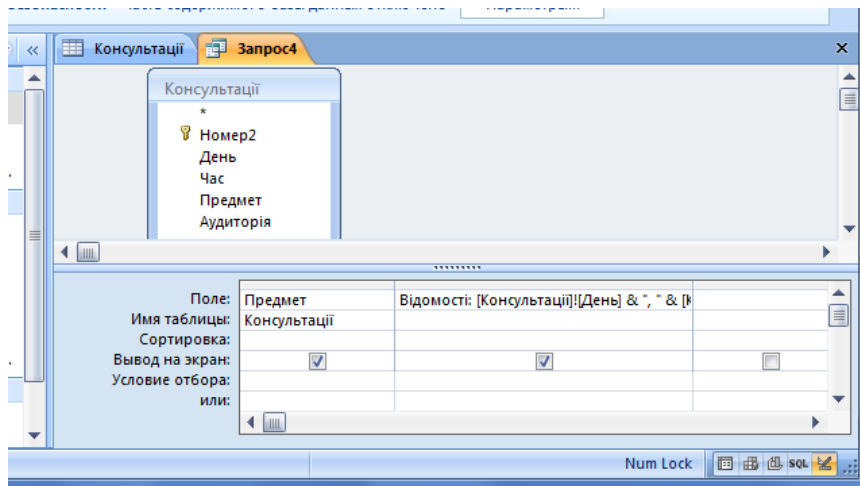 Консультації
Запрос4
Консультації
*
Номер2
День
Час
Предмет
Аудиторія
Поле: Предмет Відомості: [Консультації]![День] & ", " & [К
Имя таблицы: Консультації
Сортировка:
Вывод на экран:
Условие отбора:
или:
Num Lock
SQL